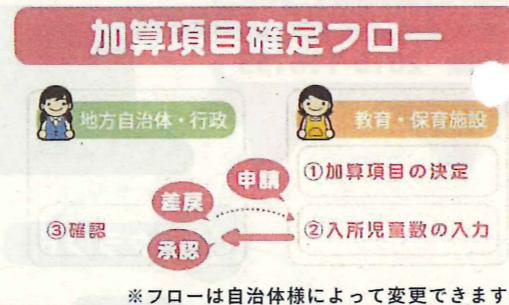 加算項目確定フロー
地方自治体・行政
教育・保育施設
①加算項目の決定
申請
差戻
②入所児童数の入力
③確認
承認
※フローは自治体様によって変更できます